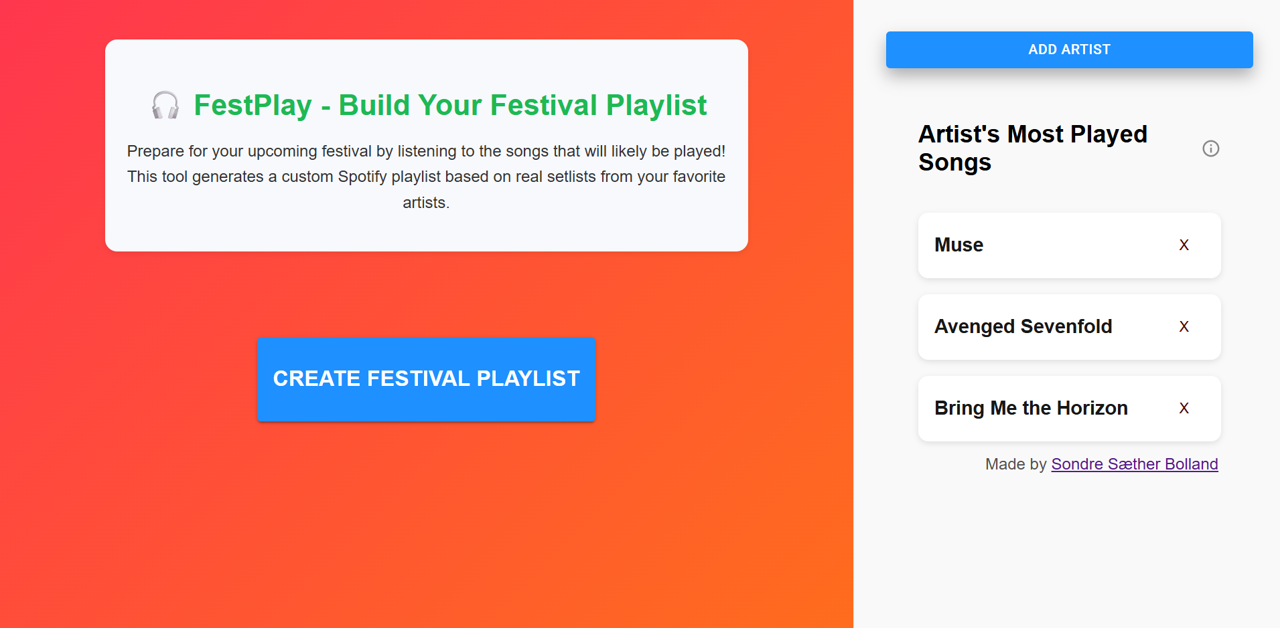 🎧 FestPlay - Build Your Festival Playlist
Prepare for your upcoming festival by listening to the songs that will likely be played!
This tool generates a custom Spotify playlist based on real setlists from your favorite
artists.
CREATE FESTIVAL PLAYLIST
ADD ARTIST
Artist's Most Played
Songs
Muse X
Avenged Sevenfold X
Bring Me the Horizon X
Made by Sondre Sæther Bolland